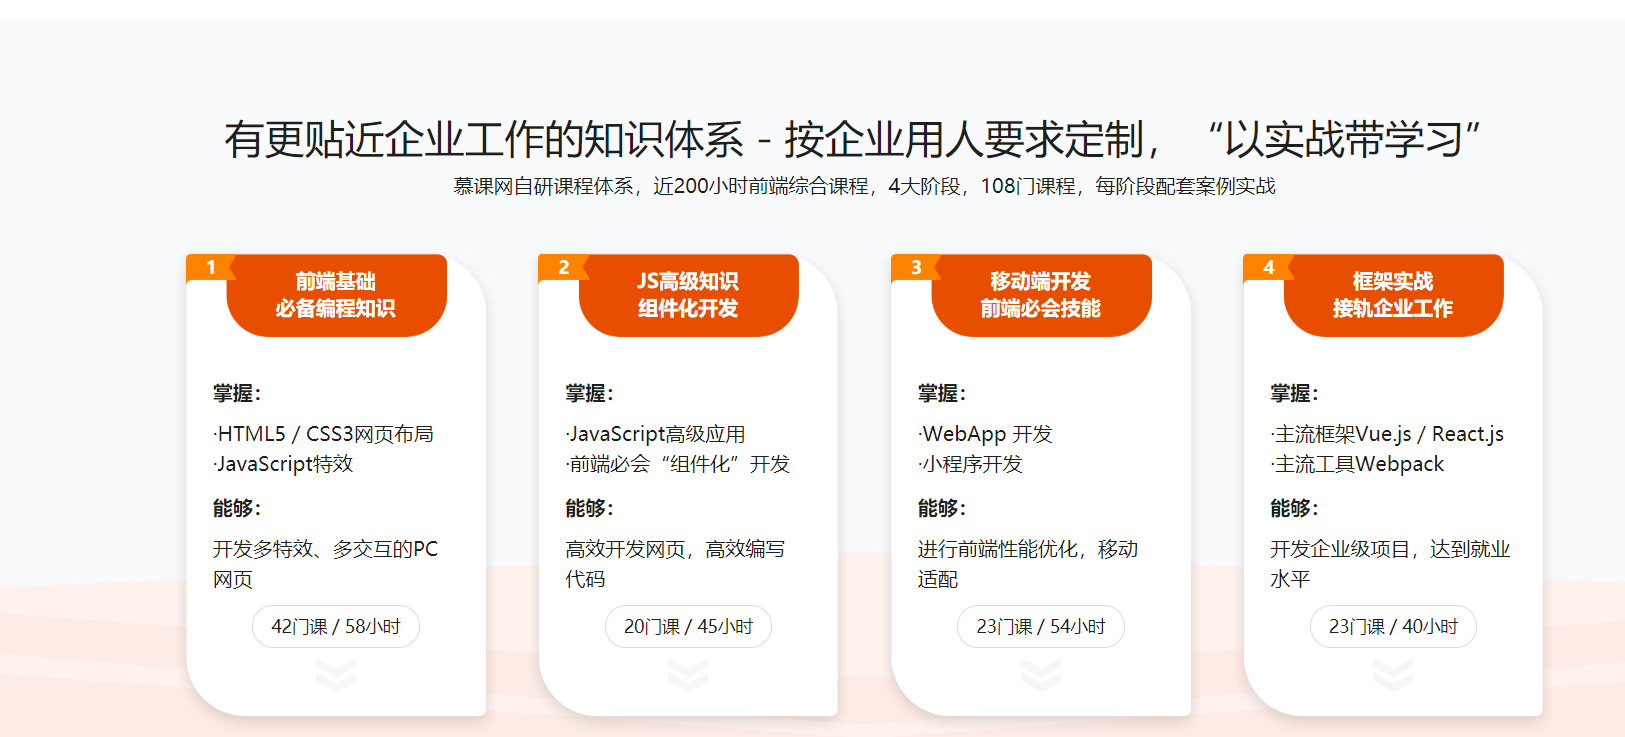 有更贴近企业工作的知识体系 - 按企业用人要求定制，“以实战带学习”
慕课网自研课程体系，近200小时前端综合课程，4大阶段，108门课程，每阶段配套案例实战
1
前端基础
必备编程知识
掌握：
·HTML5 / CSS3网页布局
·JavaScript特效
能够：
开发多特效、多交互的PC
网页
42门课 / 58小时
2
JS高级知识
组件化开发
掌握：
·JavaScript高级应用
·前端必会“组件化”开发
能够：
高效开发网页，高效编写
代码
20门课 / 45小时
3
移动端开发
前端必会技能
掌握：
·WebApp 开发
·小程序开发
能够：
进行前端性能优化，移动
适配
23门课 / 54小时
4
框架实战
接轨企业工作
掌握：
·主流框架Vue.js / React.js
·主流工具Webpack
能够：
开发企业级项目，达到就业
水平
23门课 / 40小时